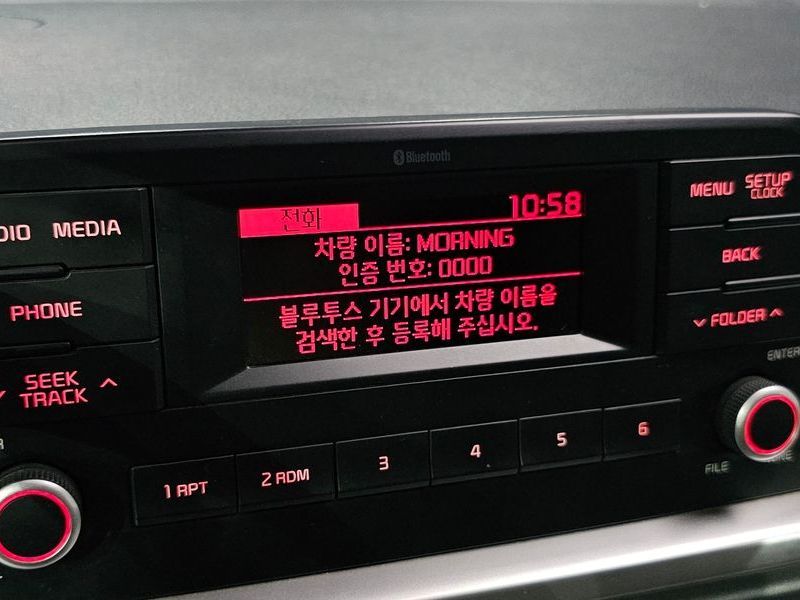 Bluetooth
MEDIA
PHONE
SEEK
TRACK
전화 10:58
차량 이름: MORNING
인증 번호: 0000
블루투스 기기에서 차량 이름을
검색한 후 등록해 주십시오.
MENU SETUP
CLOCK
BACK
FOLDER
ENTER
FILE
1 RPT 2 RDM 3 4 5 6